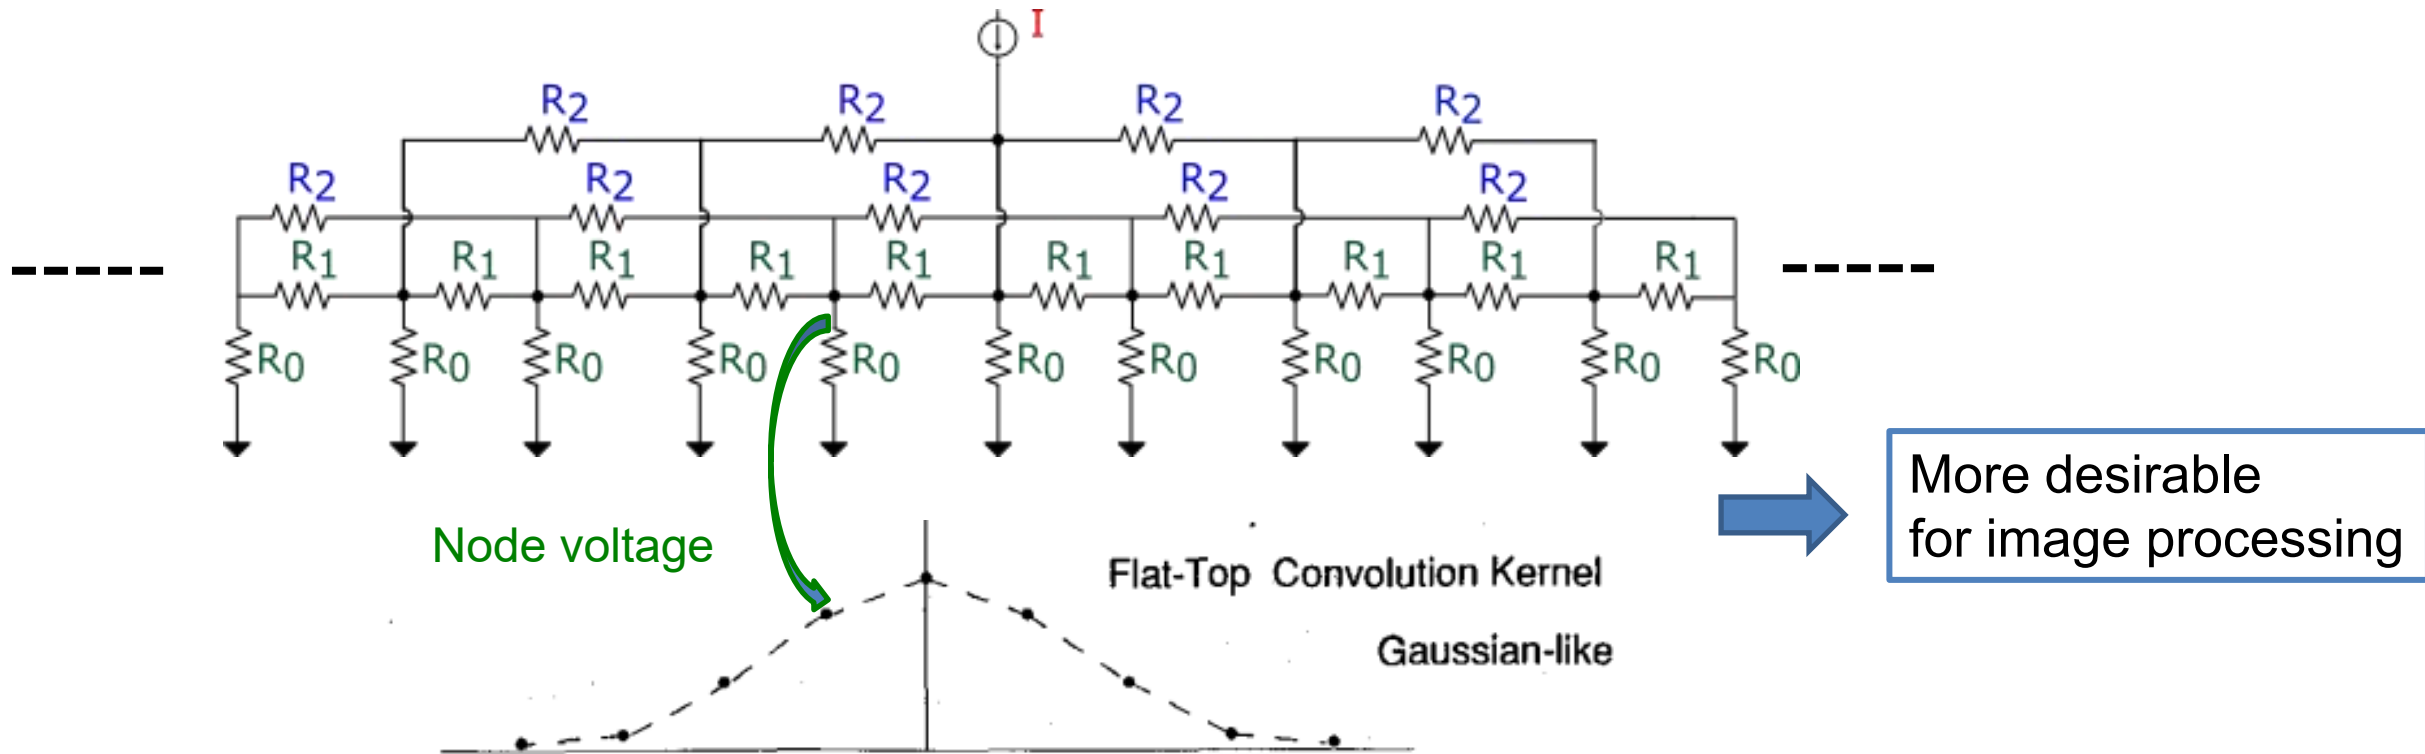 I
R2 R2 R2 R2
R2 R2 R2 R2 R2
R1 R1 R1 R1 R1 R1 R1 R1 R1 R1
R0 R0 R0 R0 R0 R0 R0 R0 R0 R0 R0
More desirable
for image processing
Node voltage
Flat-Top Convolution Kernel
Gaussian-like